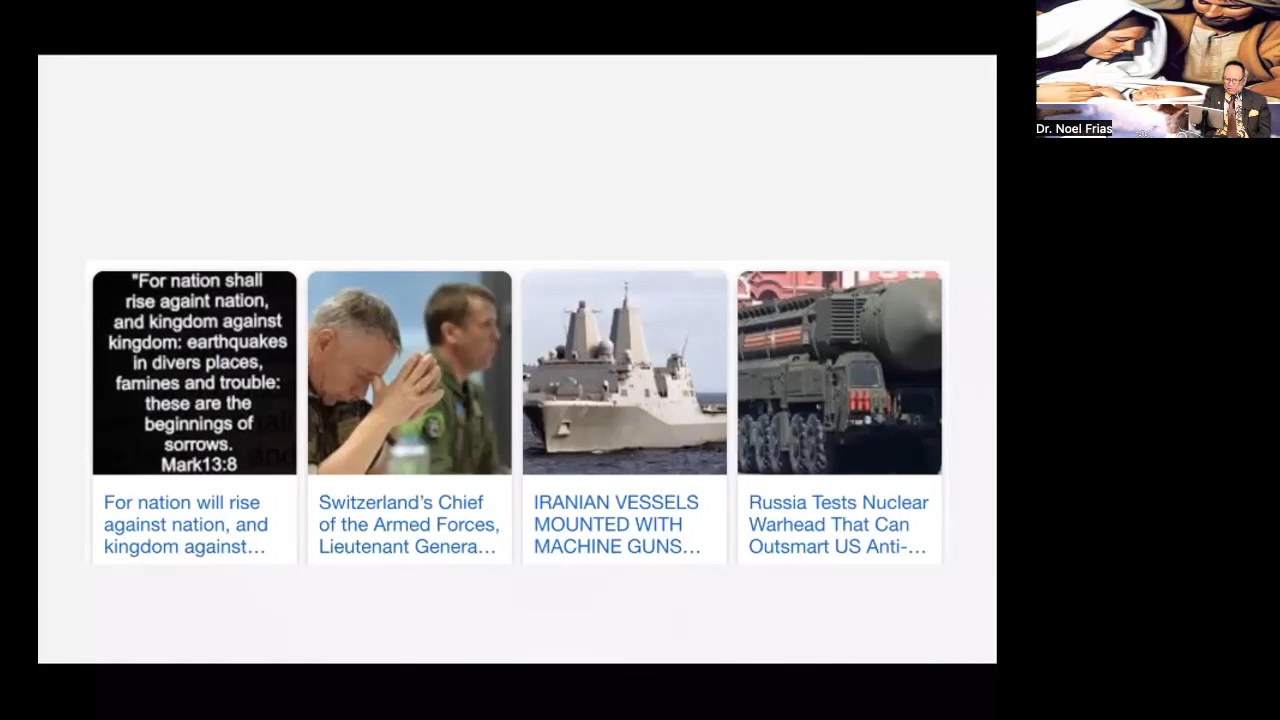 Dr. Noel Frias
"For nation shall
rise againt nation,
and kingdom against
kingdom: earthquakes
in divers places,
famines and trouble:
these are the
beginnings of
sorrows.
Mark13:8
For nation will rise
against nation, and
kingdom against...
Switzerland's Chief
of the Armed Forces,
Lieutenant Genera...
IRANIAN VESSELS
MOUNTED WITH
MACHINE GUNS...
Russia Tests Nuclear
Warhead That Can
Outsmart US Anti-...